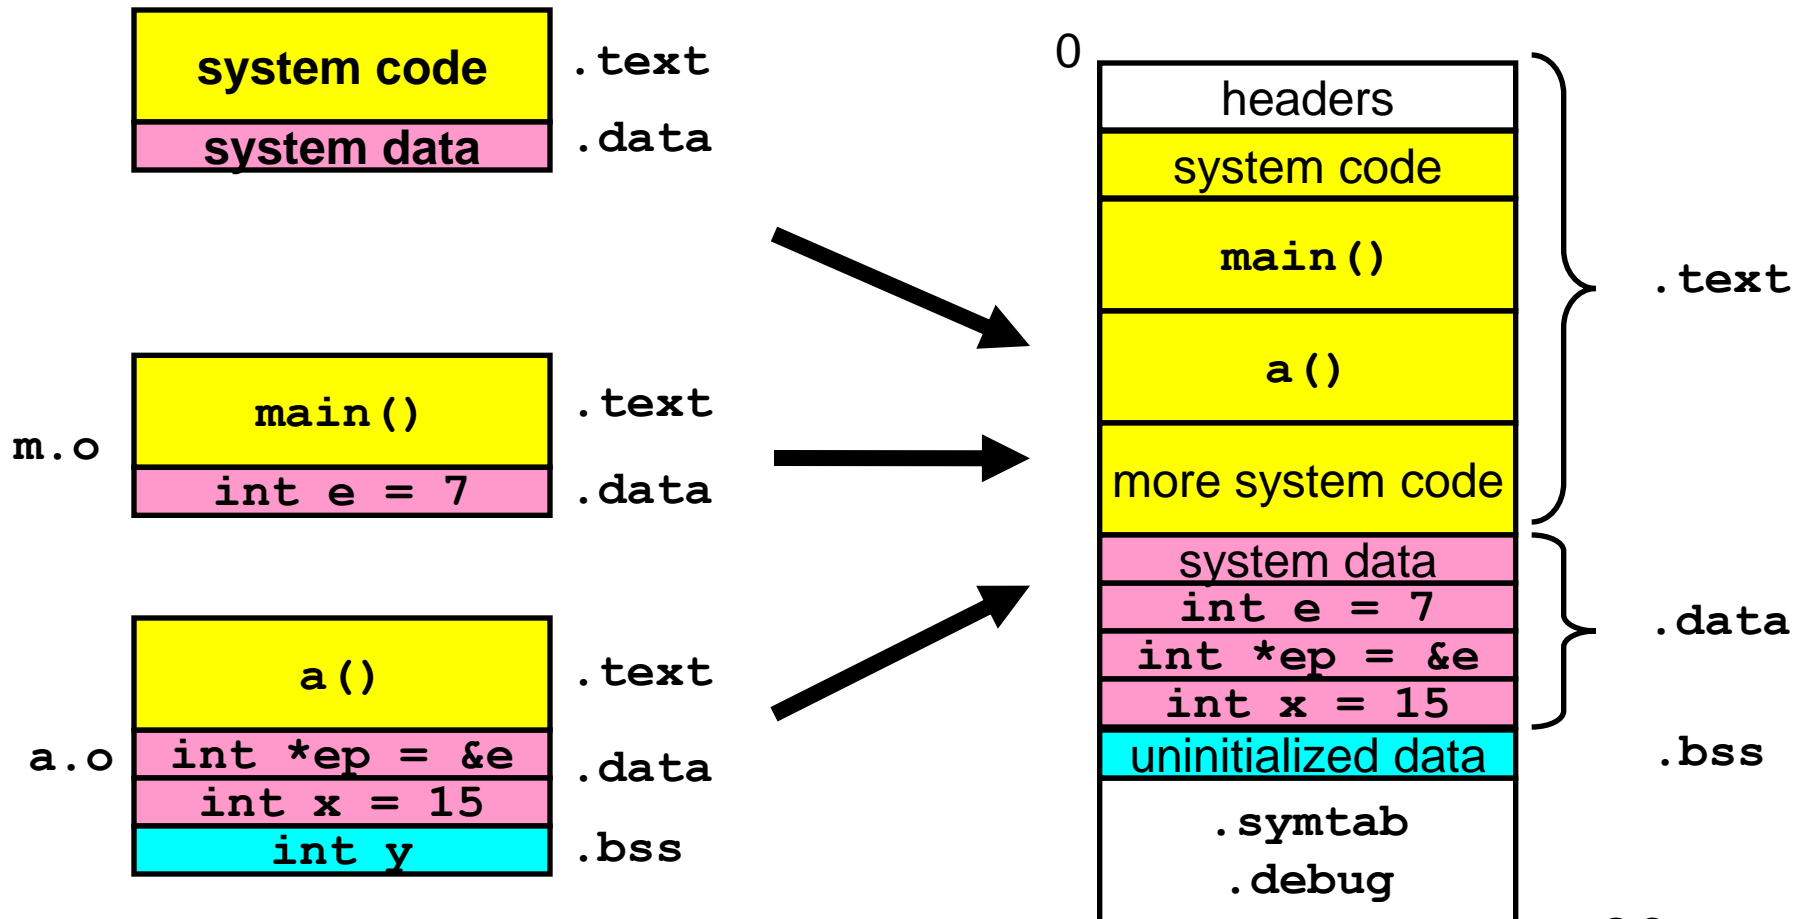 system code
.text
system data
.data
m.o
main()
.text
int e = 7
.data
a.o
a()
.text
int *ep = &e
.data
int x = 15
int y
.bss
0
headers
system code
main()
.text
a()
more system code
system data
int e = 7
.data
int *ep = &e
int x = 15
uninitialized data
.bss
.symtab
.debug